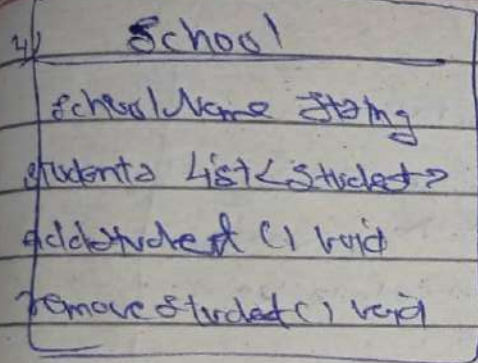 4) School
schoolName String
students List<Student>
addStudent () void
removeStudent () void